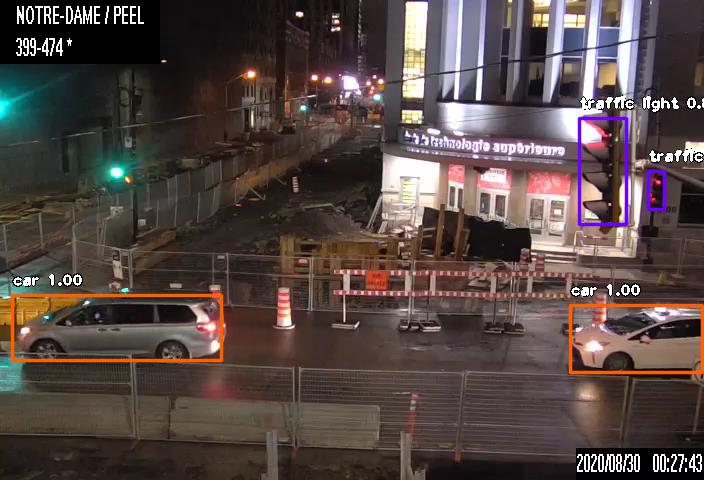 NOTRE-DAME / PEEL
399-474 *
traffic light 0.8
traffic
technologie supérieure
car 1.00
car 1.00
2020/08/30 00:27:43